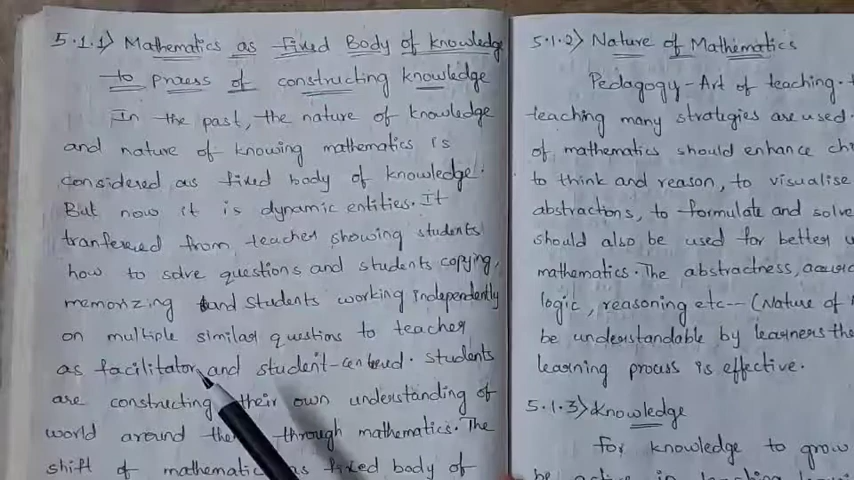 5.1.1) Mathematics as fixed Body of knowledge
to process of constructing knowledge
In the past, the nature of knowledge
and nature of knowing mathematics is
considered as fixed body of knowledge.
But now it is dynamic entities. It
tranfered from teacher showing students
how to solve questions and students copying,
memorizing and students working independently
on multiple similar questions to teacher
as facilitator and student-centered. Students
are constructing their own understanding of
world around through mathematics. The
shift of mathematics as fixed body of
5.1.2) Nature of Mathematics
Pedagogy - Art of teaching.
teaching many strategies are used.
of mathematics should enhance
to think and reason, to visualise
abstractions, to formulate and solve
should also be used for better
mathematics. The abstractness,
logic, reasoning etc-- (Nature of
be understandable by learners
learning process is effective.
5.1.3) Knowledge
For knowledge to grow
be active in